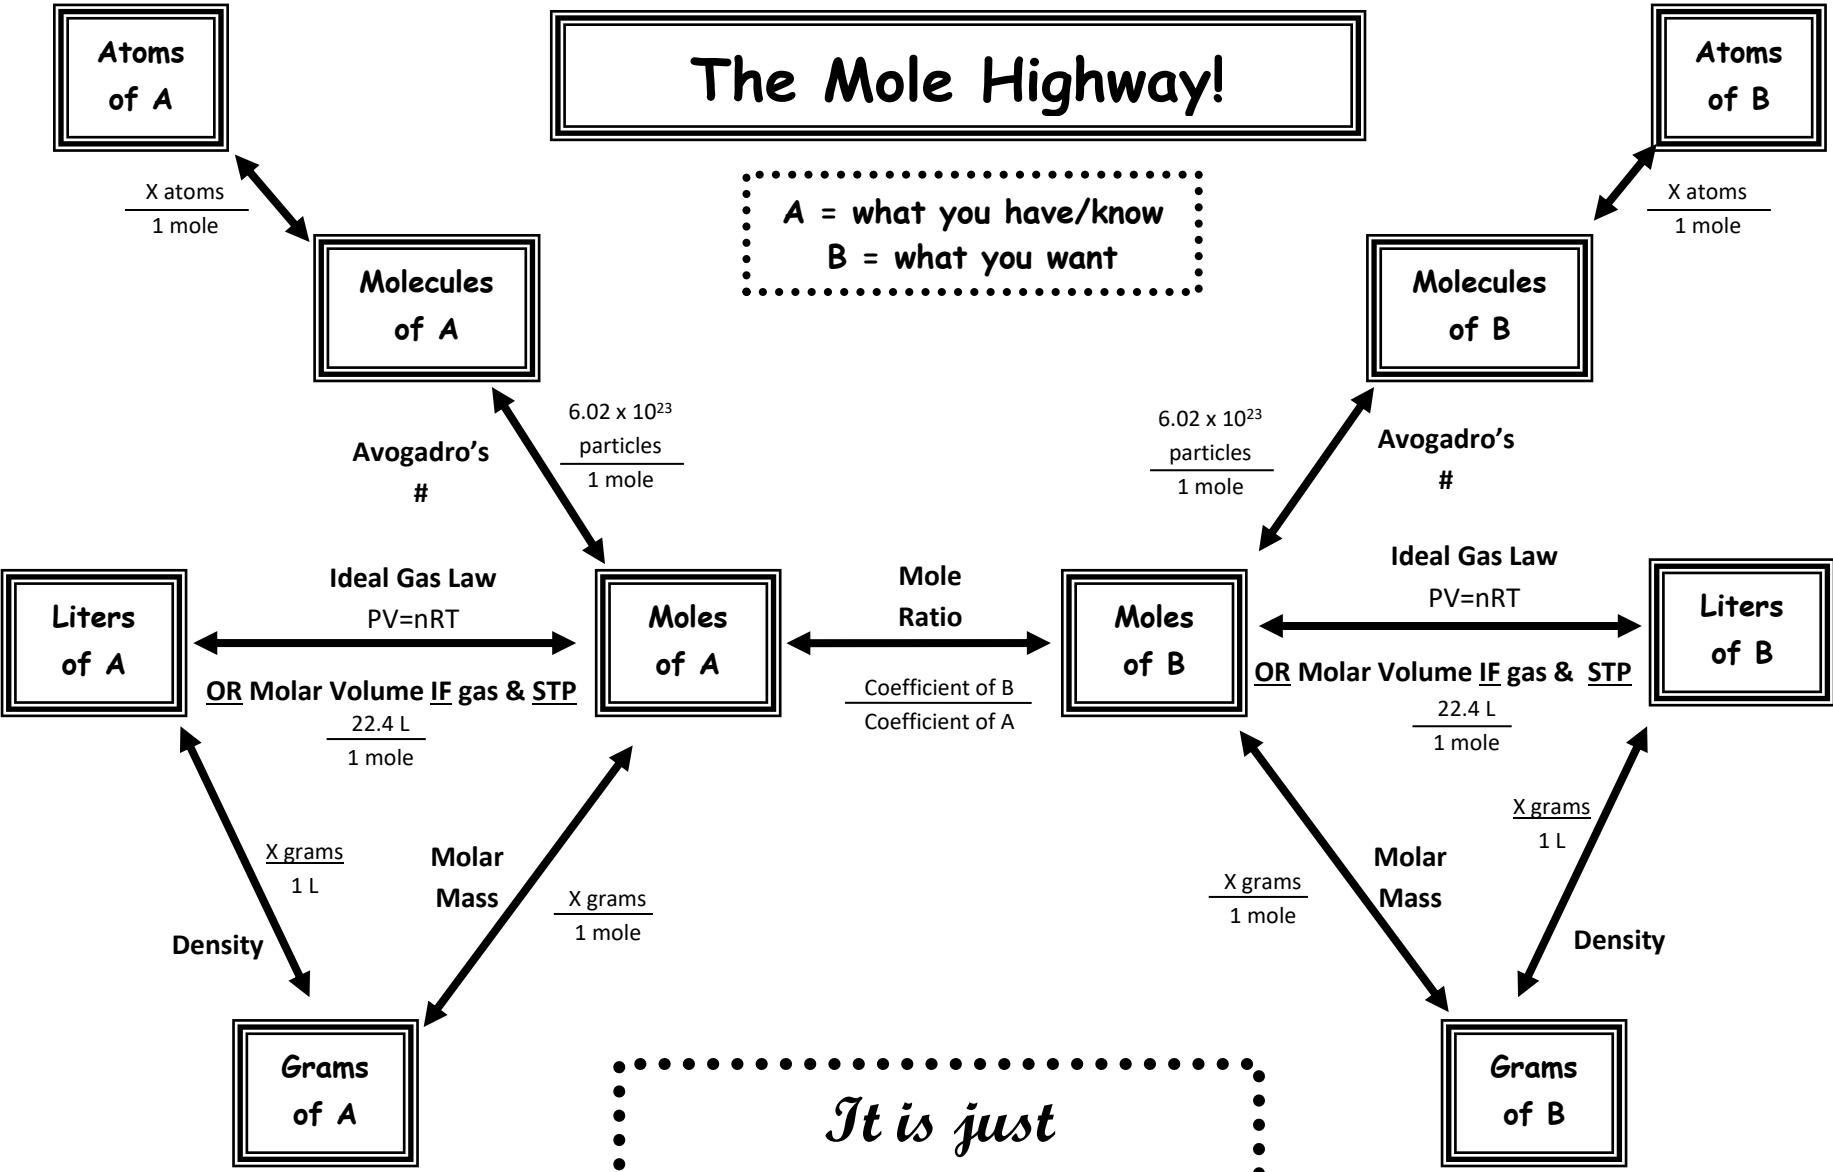 Atoms
of A
The Mole Highway!
Atoms
of B
X atoms
1 mole
A = what you have/know
B = what you want
X atoms
1 mole
Molecules
of A
Molecules
of B
Avogadro’s
#
6.02 x 10²³
particles
1 mole
6.02 x 10²³
particles
1 mole
Avogadro’s
#
Liters
of A
Ideal Gas Law
PV=nRT
OR Molar Volume IF gas & STP
22.4 L
1 mole
Moles
of A
Mole
Ratio
Coefficient of B
Coefficient of A
Moles
of B
Ideal Gas Law
PV=nRT
OR Molar Volume IF gas & STP
22.4 L
1 mole
Liters
of B
X grams
1 L
Density
Molar
Mass
X grams
1 mole
X grams
1 mole
Molar
Mass
X grams
1 L
Density
Grams
of A
It is just
Grams
of B